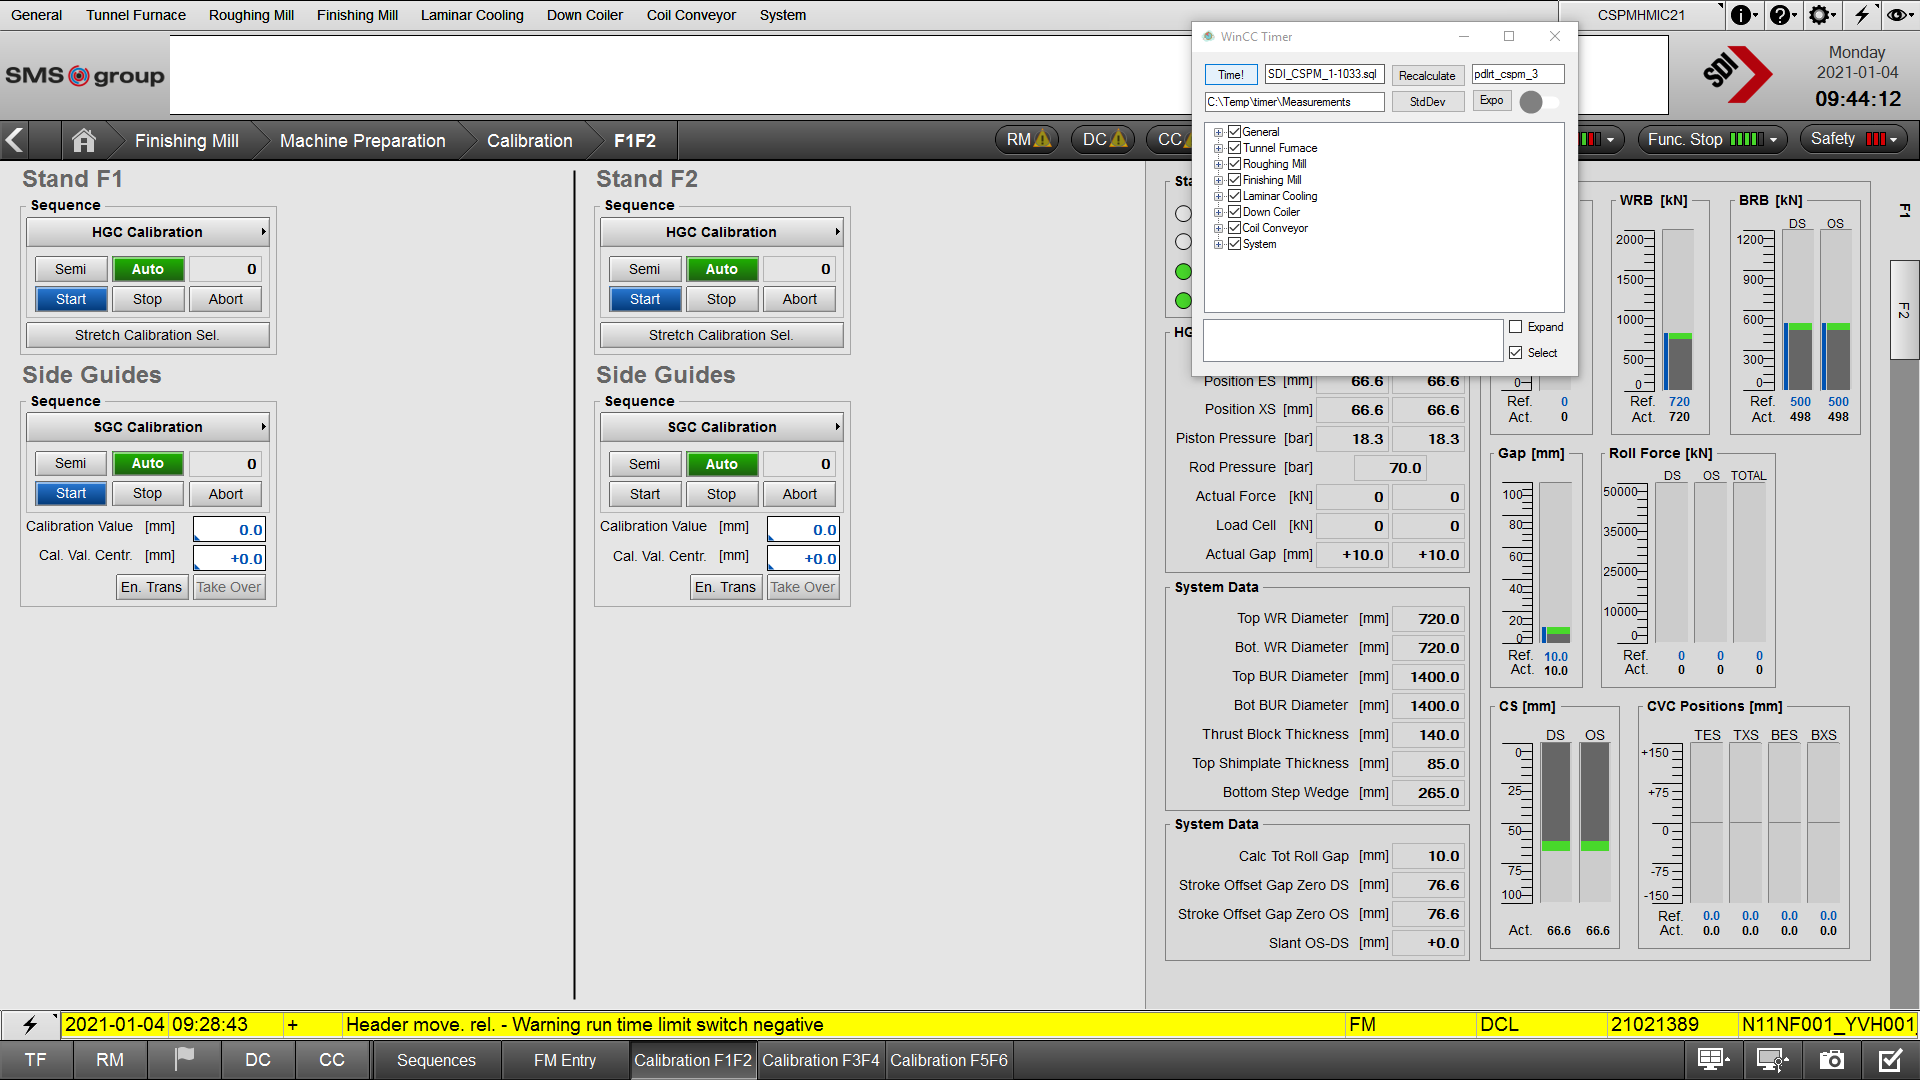 General Tunnel Furnace Roughing Mill Finishing Mill Laminar Cooling Down Coiler Coil Conveyor System CSPMHMIC21
SMS group
SDI
Monday
2021-01-04
09:44:12
WinCC Timer
Time! SDI_CSPM_1-1033.sql Recalculate pdlrt_cspm_3
C:\Temp\timer\Measurements StdDev Expo
General
Tunnel Furnace
Roughing Mill
Finishing Mill
Laminar Cooling
Down Coiler
Coil Conveyor
System
Expand
Select
Finishing Mill Machine Preparation Calibration F1F2 RM DC CC Func. Stop Safety
Stand F1
Sequence
HGC Calibration
Semi Auto 0
Start Stop Abort
Stretch Calibration Sel.
Side Guides
Sequence
SGC Calibration
Semi Auto 0
Start Stop Abort
Calibration Value [mm] 0.0
Cal. Val. Centr. [mm] +0.0
En. Trans Take Over
Stand F2
Sequence
HGC Calibration
Semi Auto 0
Start Stop Abort
Stretch Calibration Sel.
Side Guides
Sequence
SGC Calibration
Semi Auto 0
Start Stop Abort
Calibration Value [mm] 0.0
Cal. Val. Centr. [mm] +0.0
En. Trans Take Over
Position ES [mm] 66.6 66.6
Position XS [mm] 66.6 66.6
Piston Pressure [bar] 18.3 18.3
Rod Pressure [bar] 70.0
Actual Force [kN] 0 0
Load Cell [kN] 0 0
Actual Gap [mm] +10.0 +10.0
System Data
Top WR Diameter [mm] 720.0
Bot. WR Diameter [mm] 720.0
Top BUR Diameter [mm] 1400.0
Bot BUR Diameter [mm] 1400.0
Thrust Block Thickness [mm] 140.0
Top Shimplate Thickness [mm] 85.0
Bottom Step Wedge [mm] 265.0
System Data
Calc Tot Roll Gap [mm] 10.0
Stroke Offset Gap Zero DS [mm] 76.6
Stroke Offset Gap Zero OS [mm] 76.6
Slant OS-DS [mm] +0.0
0
Ref. 0
Act. 0
WRB [kN]
2000
1500
1000
500
0
Ref. 720
Act. 720
BRB [kN]
DS OS
1200
900
600
300
0
Ref. 500 500
Act. 498 498
F1
F2
Gap [mm]
100
80
60
40
20
0
Ref. 10.0
Act. 10.0
Roll Force [kN]
DS OS TOTAL
50000
35000
25000
10000
0
Ref. 0 0 0
Act. 0 0 0
CS [mm]
DS OS
0
25
50
75
100
Act. 66.6 66.6
CVC Positions [mm]
TES TXS BES BXS
+150
+75
0
-75
-150
Ref. 0.0 0.0 0.0 0.0
Act. 0.0 0.0 0.0 0.0
2021-01-04 09:28:43 + Header move. rel. - Warning run time limit switch negative FM DCL 21021389 N11NF001_YVH001
TF RM DC CC Sequences FM Entry Calibration F1F2 Calibration F3F4 Calibration F5F6